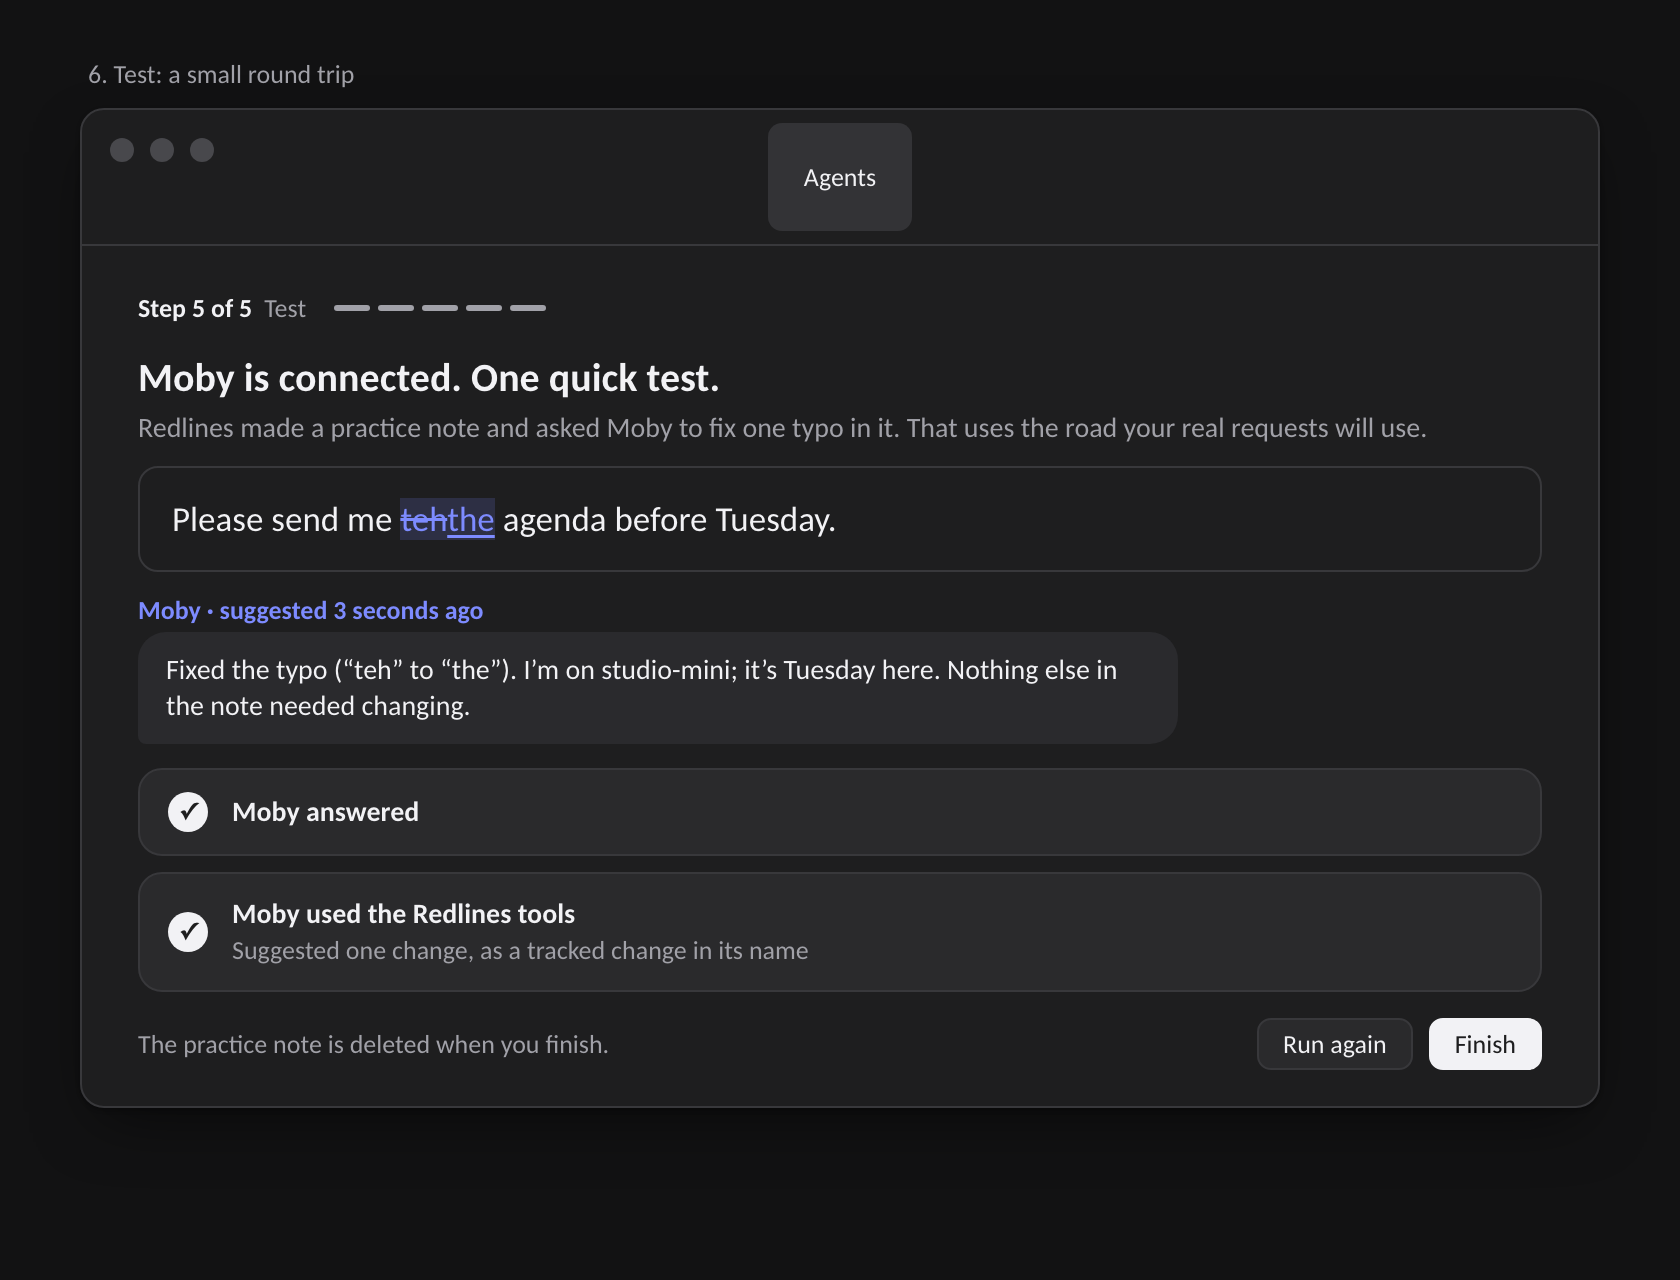 6. Test: a small round trip
Agents
Step 5 of 5 Test
Moby is connected. One quick test.
Redlines made a practice note and asked Moby to fix one typo in it. That uses the road your real requests will use.
Please send me tehthe agenda before Tuesday.
Moby · suggested 3 seconds ago
Fixed the typo (“teh” to “the”). I’m on studio-mini; it’s Tuesday here. Nothing else in
the note needed changing.
Moby answered
Moby used the Redlines tools
Suggested one change, as a tracked change in its name
The practice note is deleted when you finish.
Run again
Finish